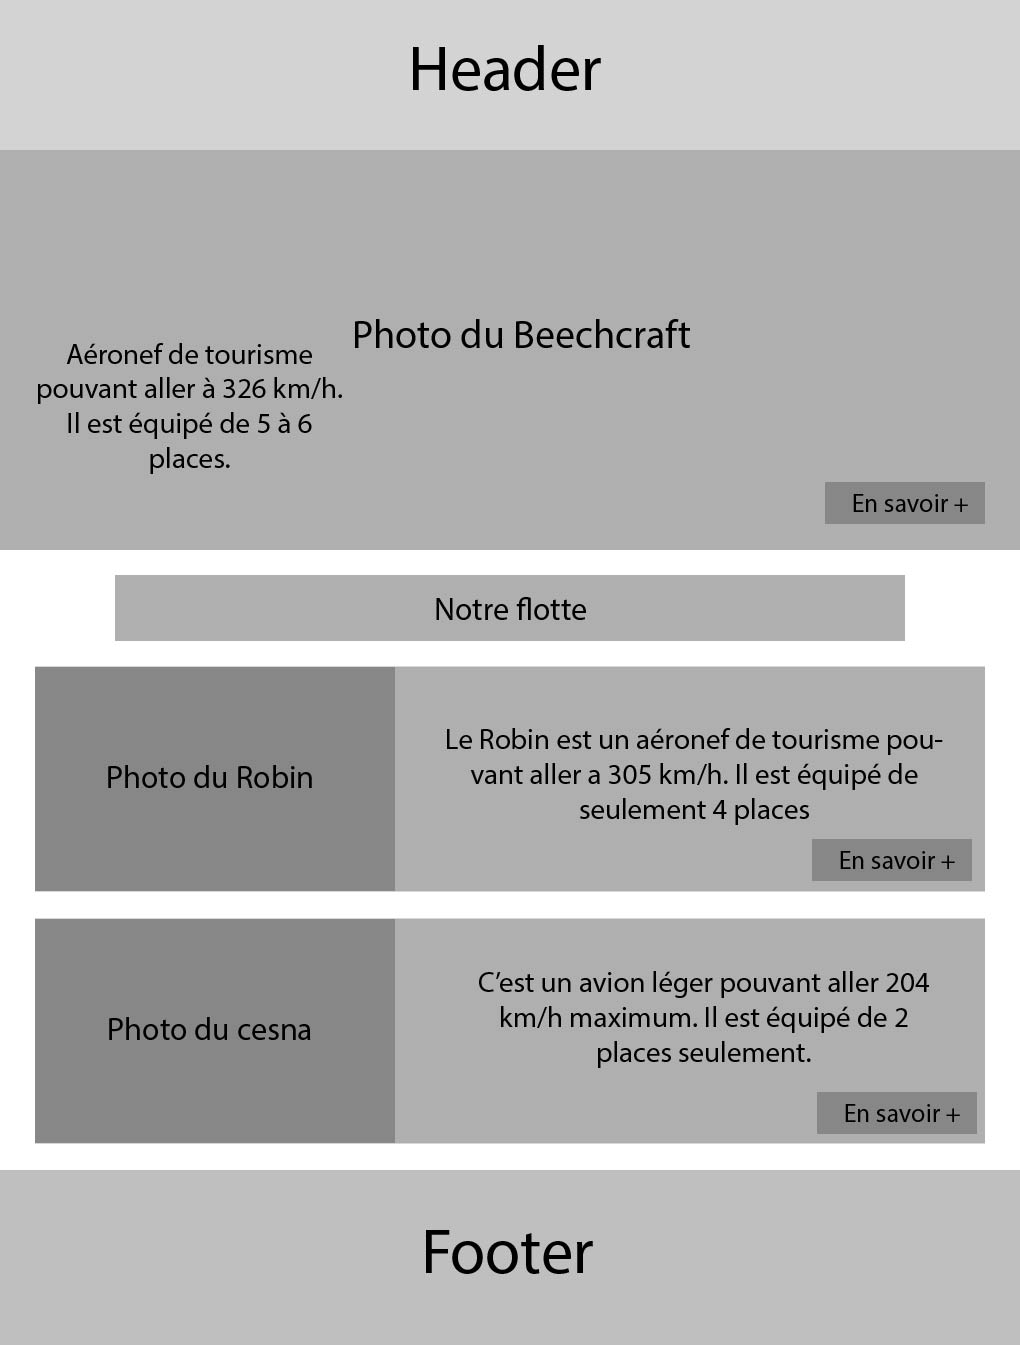 Header
Photo du Beechcraft
Aéronef de tourisme
pouvant aller à 326 km/h.
Il est équipé de 5 à 6
places.
En savoir +
Notre flotte
Photo du Robin
Le Robin est un aéronef de tourisme pou-
vant aller a 305 km/h. Il est équipé de
seulement 4 places
En savoir +
Photo du cesna
C’est un avion léger pouvant aller 204
km/h maximum. Il est équipé de 2
places seulement.
En savoir +
Footer